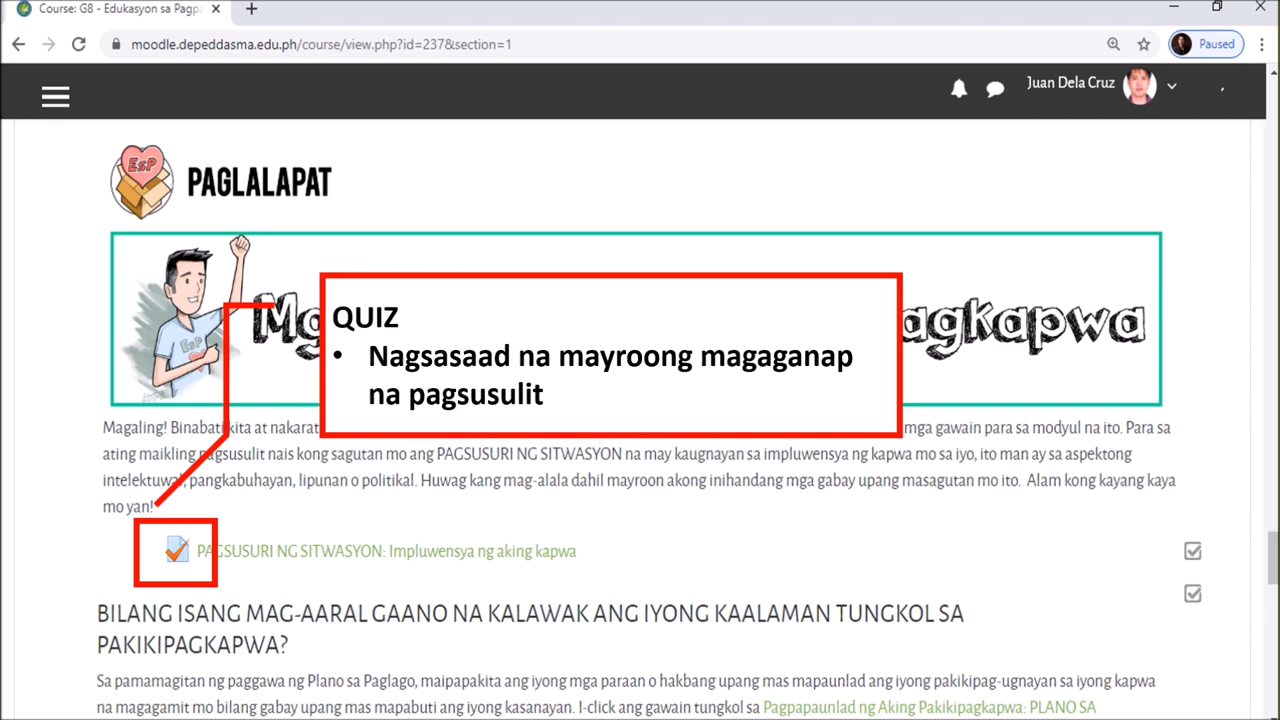 Course: G8 - Edukasyon sa Pagp
moodle.depeddasma.edu.ph/course/view.php?id=237&section=1
Paused
Juan Dela Cruz
EsP
PAGLALAPAT
EsP
Mg agkapwa
QUIZ
• Nagsasaad na mayroong magaganap
na pagsusulit
Magaling! Binabati kita at nakarat mga gawain para sa modyul na ito. Para sa
ating maikling pagsusulit nais kong sagutan mo ang PAGSUSURI NG SITWASYON na may kaugnayan sa impluwensya ng kapwa mo sa iyo, ito man ay sa aspektong
intelektuwal, pangkabuhayan, lipunan o politikal. Huwag kang mag-alala dahil mayroon akong inihandang mga gabay upang masagutan mo ito. Alam kong kayang kaya
mo yan!
PAGSUSURI NG SITWASYON: Impluwensya ng aking kapwa
BILANG ISANG MAG-AARAL GAANO NA KALAWAK ANG IYONG KAALAMAN TUNGKOL SA
PAKIKIPAGKAPWA?
Sa pamamagitan ng paggawa ng Plano sa Paglago, maipapakita ang iyong mga paraan o hakbang upang mas mapaunlad ang iyong pakikipag-ugnayan sa iyong kapwa
na magagamit mo bilang gabay upang mas mapabuti ang iyong kasanayan. I-click ang gawain tungkol sa Pagpapaunlad ng Aking Pakikipagkapwa: PLANO SA